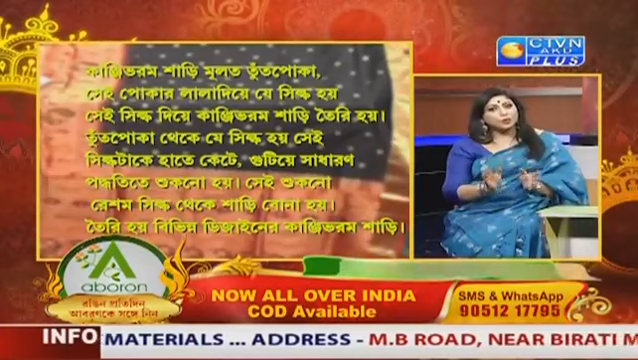 CTVN
AKD
PLUS
কাঞ্জিভরম শাড়ি মূলত তুঁতপোকা,
সেই পোকার লালাদিয়ে যে সিল্ক হয়
সেই সিল্ক দিয়ে কাঞ্জিভরম শাড়ি তৈরি হয়।
তুঁতপোকা থেকে যে সিল্ক হয় সেই
সিল্কটাকে হাতে কেটে, গুটিয়ে সাধারণ
পদ্ধতিতে শুকনো হয়। সেই শুকনো
রেশম সিল্ক থেকে শাড়ি বোনা হয়।
তৈরি হয় বিভিন্ন ডিজাইনের কাঞ্জিভরম শাড়ি।
aboron
রঙিন প্রতিদিন
আবরণকে সঙ্গে নিন
NOW ALL OVER INDIA
COD Available
SMS & WhatsApp
90512 17795
INFO MATERIALS ... ADDRESS - M.B ROAD, NEAR BIRATI M